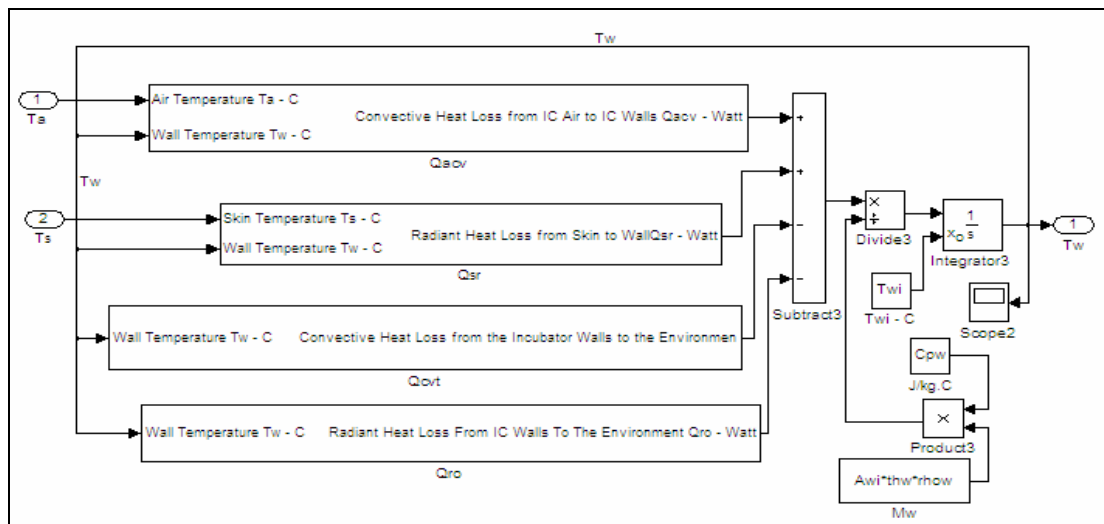 Tw
1
Ta
Air Temperature Ta - C
Wall Temperature Tw - C
Convective Heat Loss from IC Air to IC Walls Qacv - Watt
Qacv
Tw
2
Ts
Skin Temperature Ts - C
Wall Temperature Tw - C
Radiant Heat Loss from Skin to WallQsr - Watt
Qsr
Wall Temperature Tw - C
Convective Heat Loss from the Incubator Walls to the Environmen
Qcvt
Wall Temperature Tw - C
Radiant Heat Loss From IC Walls To The Environment Qro - Watt
Qro
+
+
−
−
Subtract3
×
÷
Divide3
xo
1
s
Integrator3
1
Tw
Twi
Twi - C
Scope2
Cpw
J/kg.C
×
Product3
Awi*thw*rhow
Mw